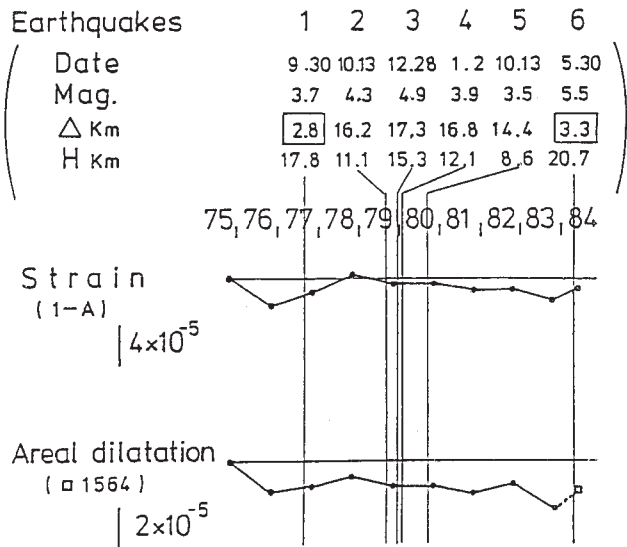 Earthquakes 1 2 3 4 5 6
Date 9.30 10.13 12.28 1.2 10.13 5.30
Mag. 3.7 4.3 4.9 3.9 3.5 5.5
△ Km 2.8 16.2 17.3 16.8 14.4 3.3
H Km 17.8 11.1 15.3 12.1 8.6 20.7
75,76,77,78,79,80,81,82,83,84
Strain
(1-A)
4×10⁻⁵
Areal dilatation
(□1564)
2×10⁻⁵